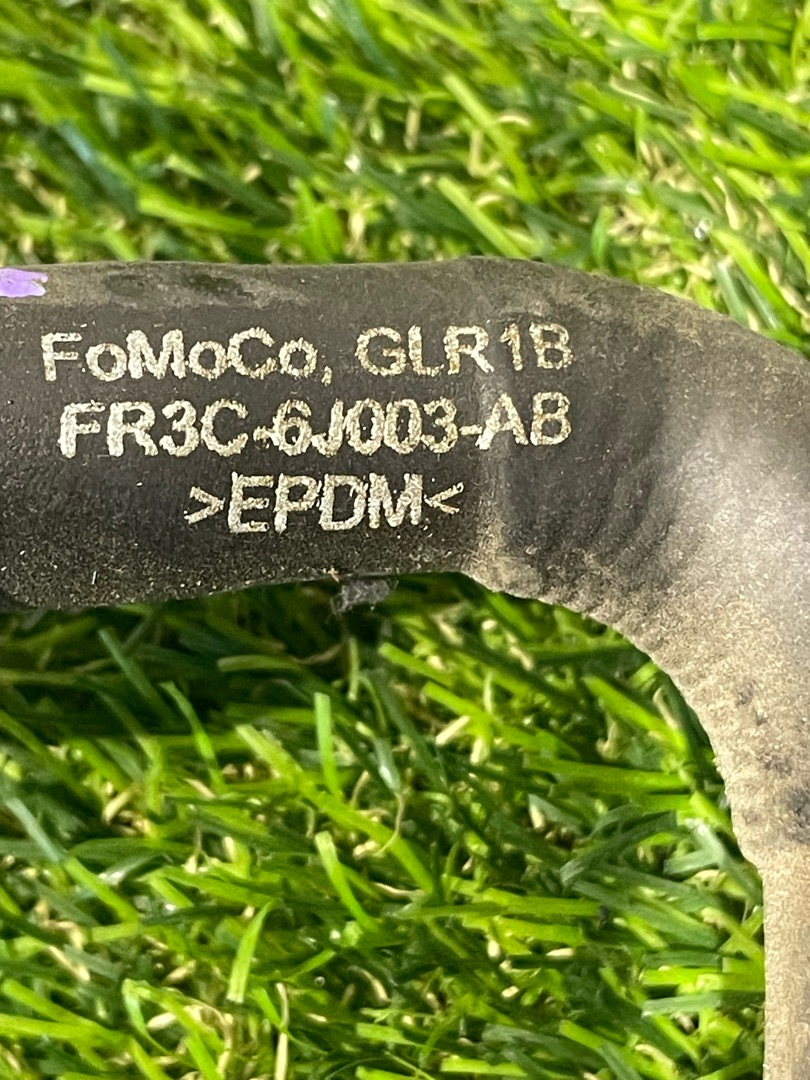 FoMoCo, GLR1B
FR3C-6J003-AB
>EPDM<